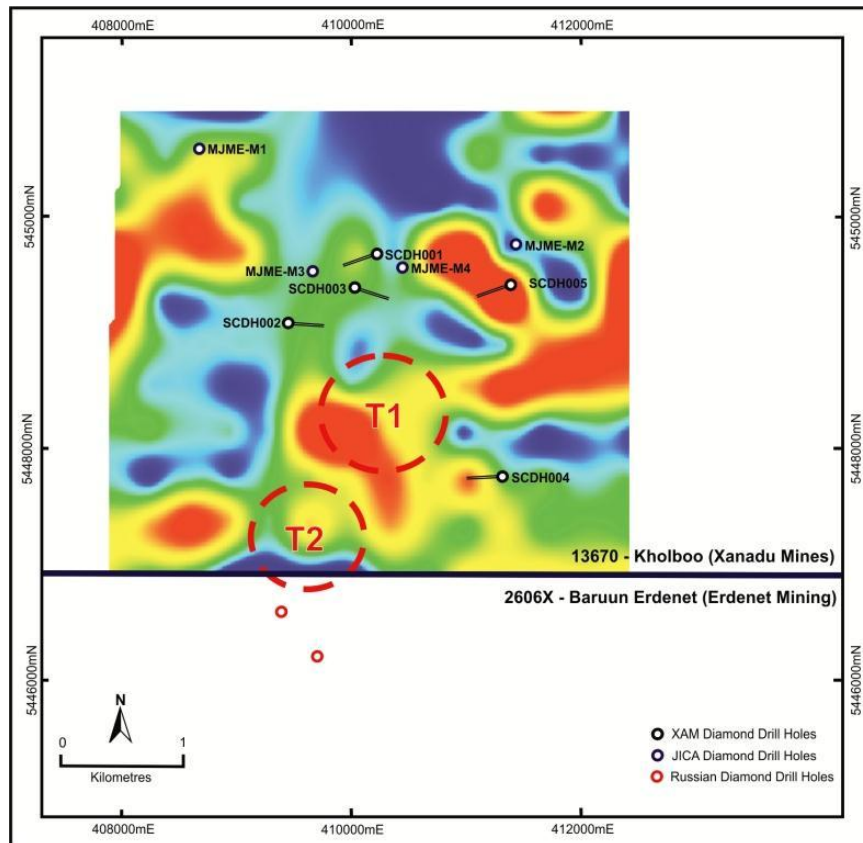 408000mE
410000mE
412000mE
545000mN
545000mN
MJME-M1
SCDH001
MJME-M2
MJME-M3
MJME-M4
SCDH003
SCDH005
SCDH002
T1
5448000mN
5448000mN
SCDH004
T2
13670 - Kholboo (Xanadu Mines)
2606X - Baruun Erdenet (Erdenet Mining)
5446000mN
5446000mN
N
0 1
Kilometres
XAM Diamond Drill Holes
JICA Diamond Drill Holes
Russian Diamond Drill Holes
408000mE
410000mE
412000mE